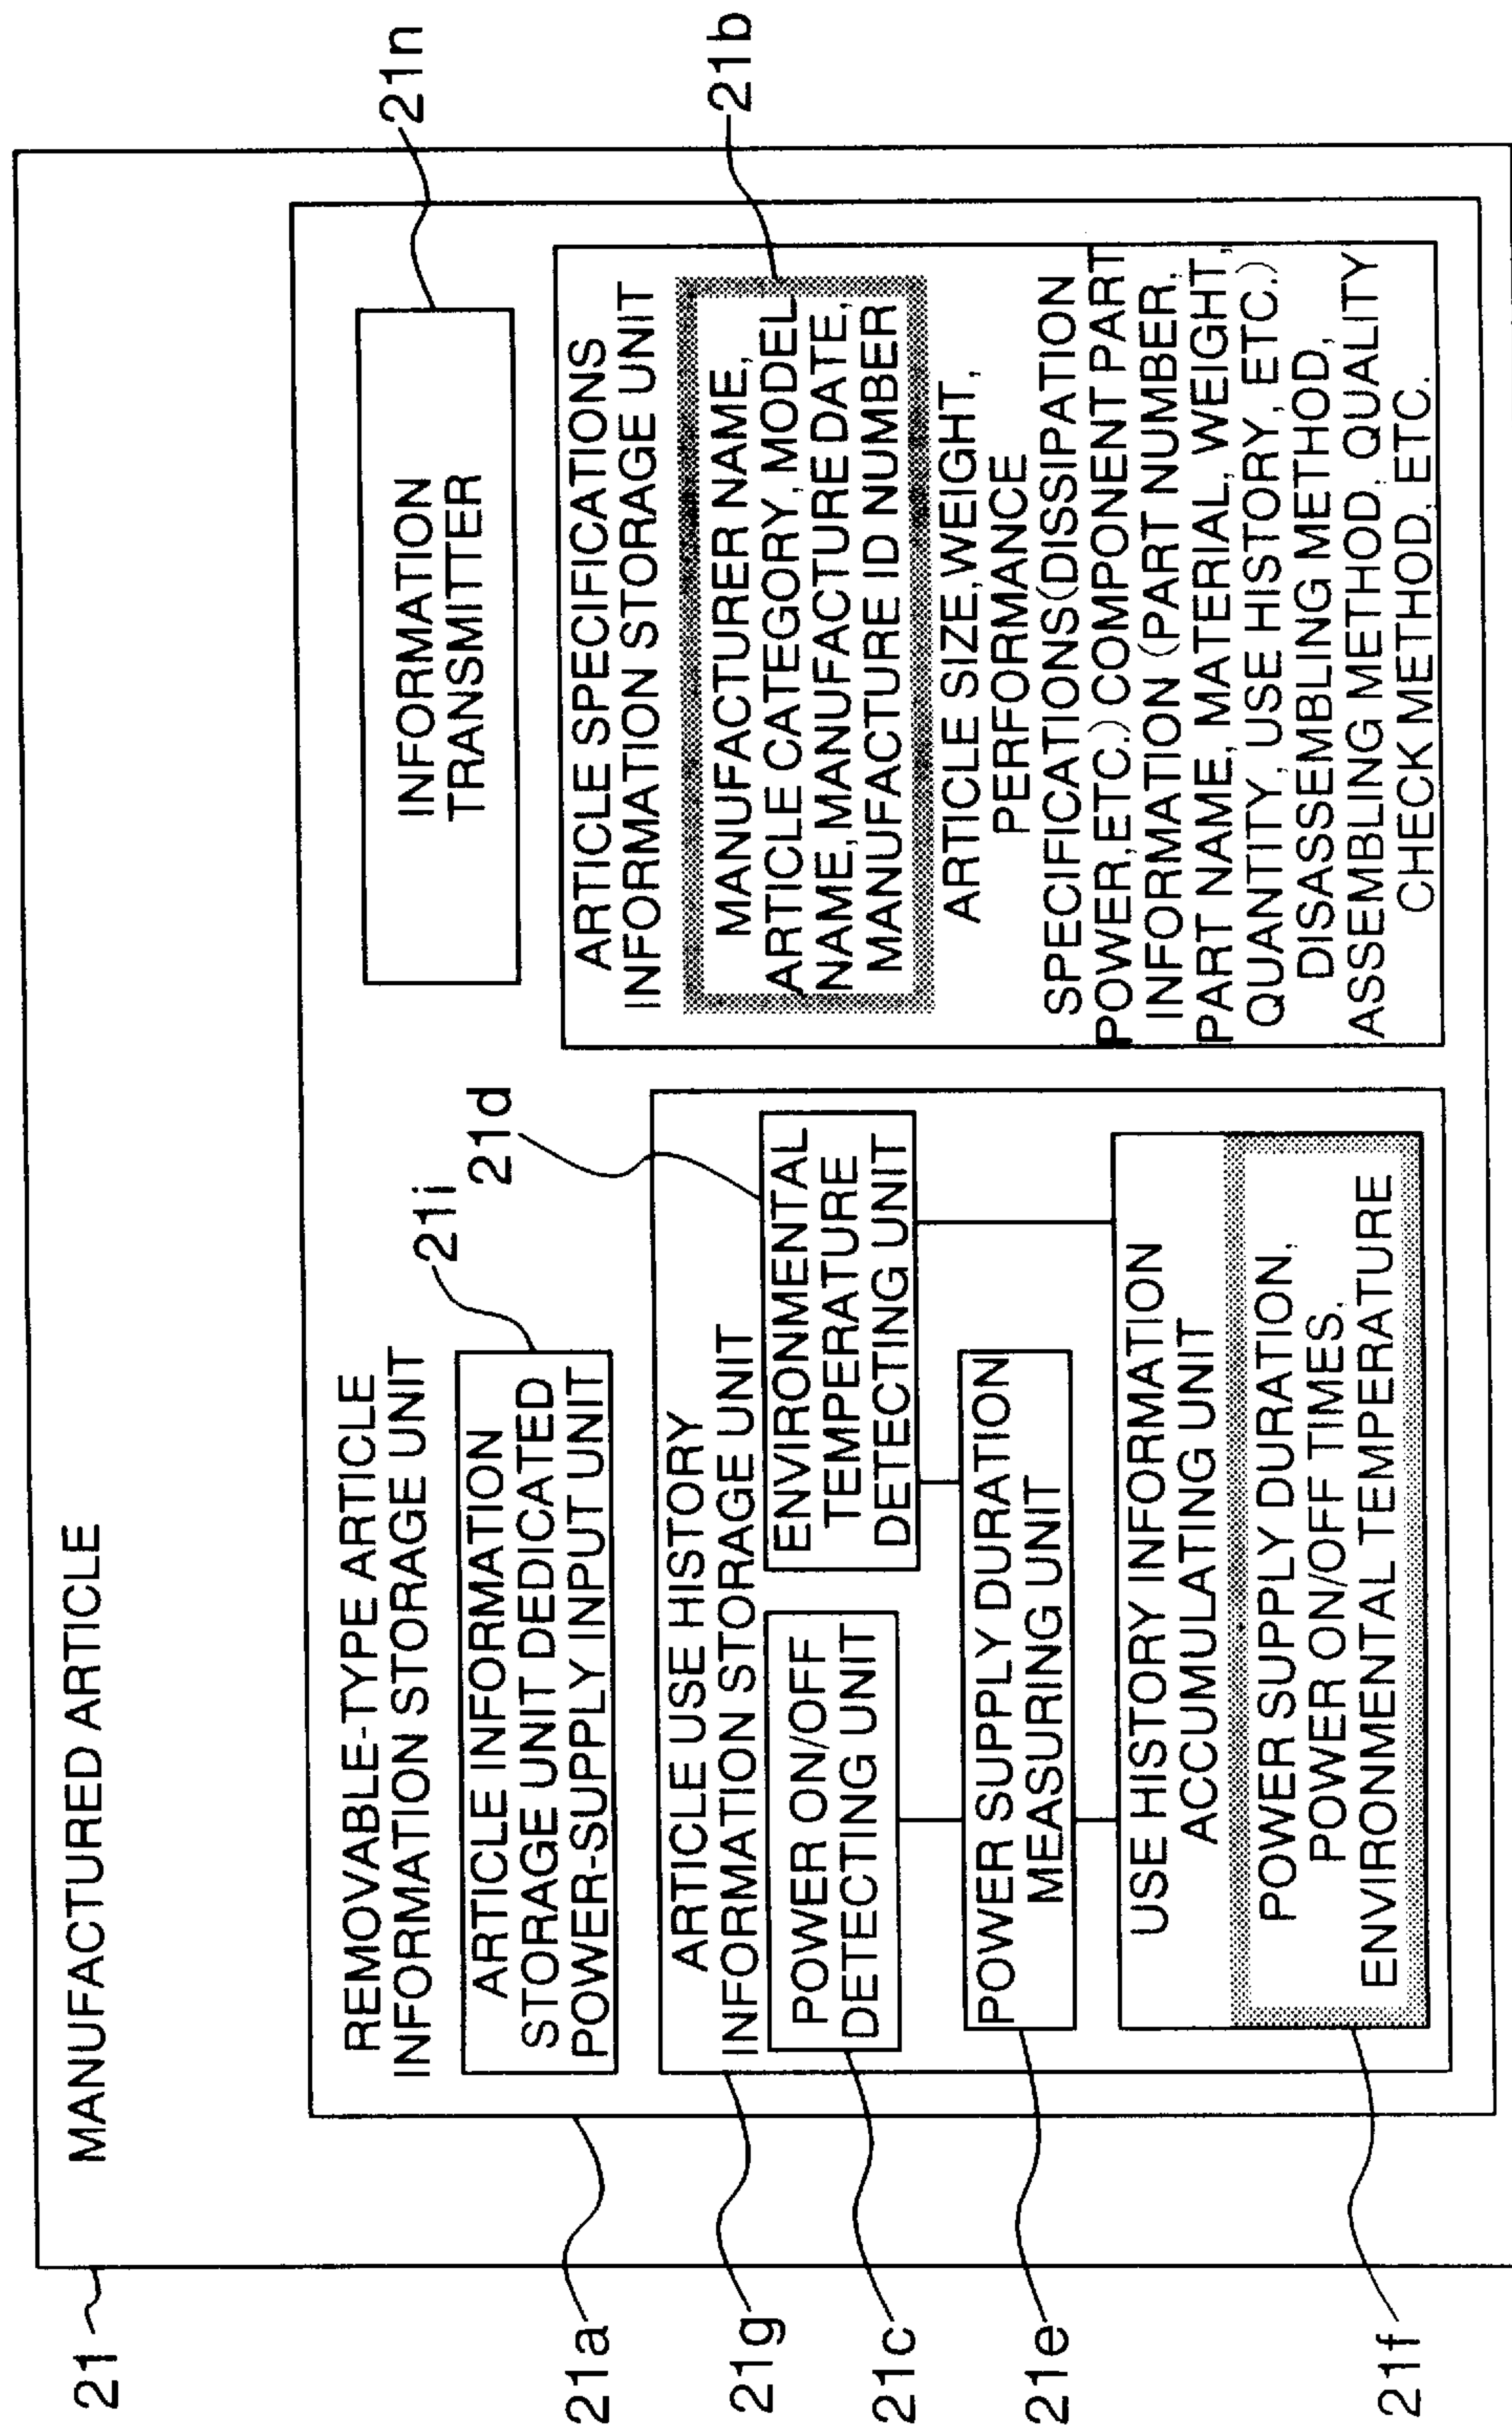 21
MANUFACTURED ARTICLE
21a
REMOVABLE-TYPE ARTICLE
INFORMATION STORAGE UNIT
21i
ARTICLE INFORMATION
STORAGE UNIT DEDICATED
POWER-SUPPLY INPUT UNIT
21g
ARTICLE USE HISTORY
INFORMATION STORAGE UNIT
21c
POWER ON/OFF
DETECTING UNIT
21d
ENVIRONMENTAL
TEMPERATURE
DETECTING UNIT
21e
POWER SUPPLY DURATION
MEASURING UNIT
21f
USE HISTORY INFORMATION
ACCUMULATING UNIT
POWER SUPPLY DURATION,
POWER ON/OFF TIMES,
ENVIRONMENTAL TEMPERATURE
21n
INFORMATION
TRANSMITTER
21b
ARTICLE SPECIFICATIONS
INFORMATION STORAGE UNIT
MANUFACTURER NAME,
ARTICLE CATEGORY, MODEL
NAME, MANUFACTURE DATE,
MANUFACTURE ID NUMBER
ARTICLE SIZE, WEIGHT,
PERFORMANCE
SPECIFICATIONS (DISSIPATION
POWER, ETC.) COMPONENT PART
INFORMATION (PART NUMBER,
PART NAME, MATERIAL, WEIGHT,
QUANTITY, USE HISTORY, ETC.)
DISASSEMBLING METHOD,
ASSEMBLING METHOD, QUALITY
CHECK METHOD, ETC.